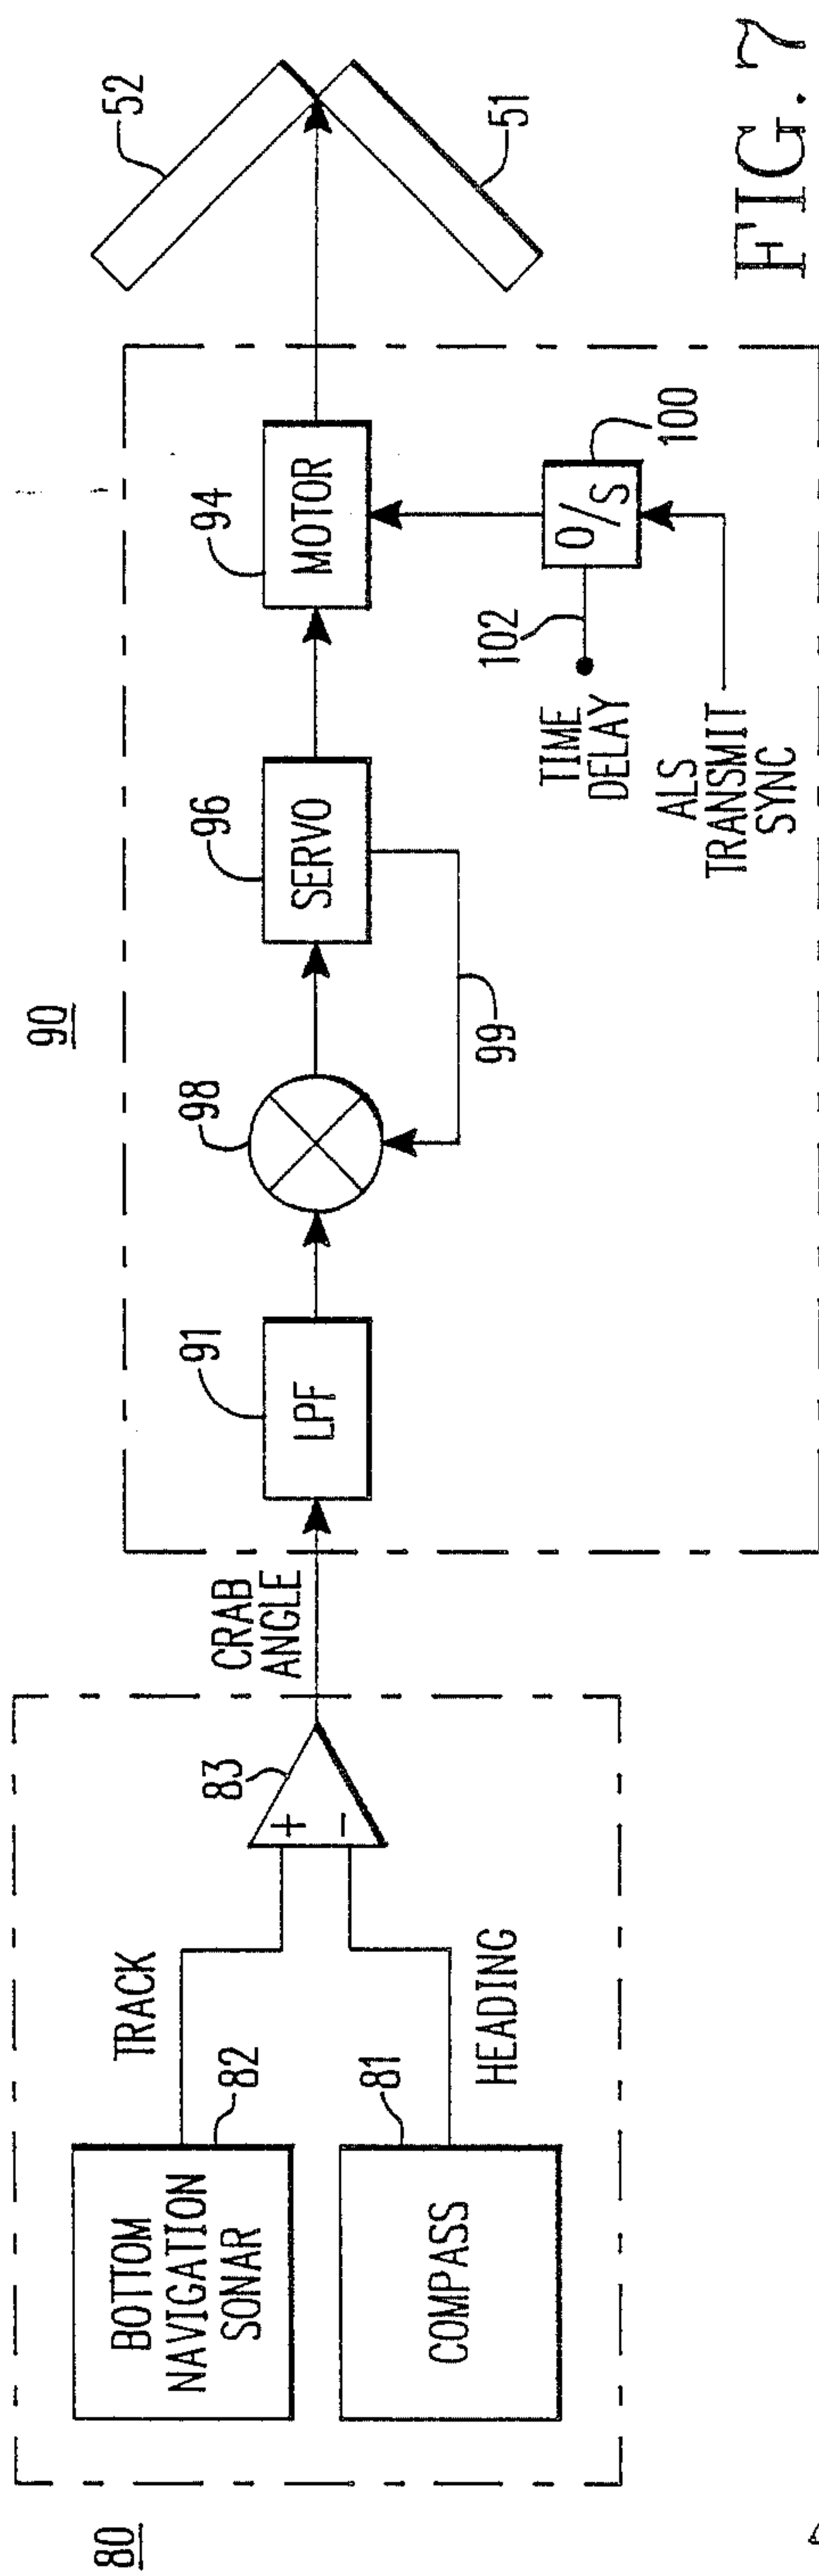 80
BOTTOM
NAVIGATION
SONAR
82
TRACK
COMPASS
81
HEADING
83
+
-
CRAB
ANGLE
90
91
LPF
98
99
96
SERVO
94
MOTOR
TIME
DELAY
102
O/S
100
ALS
TRANSMIT
SYNC
52
51
FIG. 7